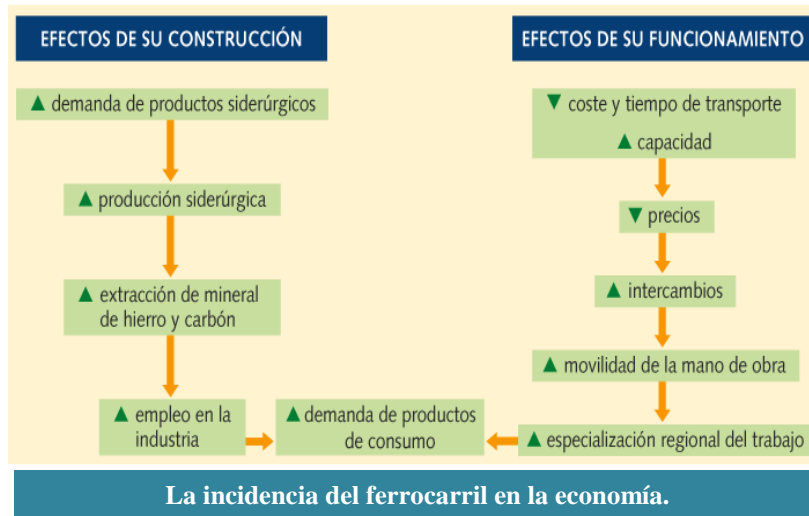 EFECTOS DE SU CONSTRUCCIÓN
▲ demanda de productos siderúrgicos
▲ producción siderúrgica
▲ extracción de mineral
de hierro y carbón
▲ empleo en la
industria
▲ demanda de productos
de consumo
EFECTOS DE SU FUNCIONAMIENTO
▼ coste y tiempo de transporte
▲ capacidad
▼ precios
▲ intercambios
▲ movilidad de la mano de obra
▲ especialización regional del trabajo
La incidencia del ferrocarril en la economía.